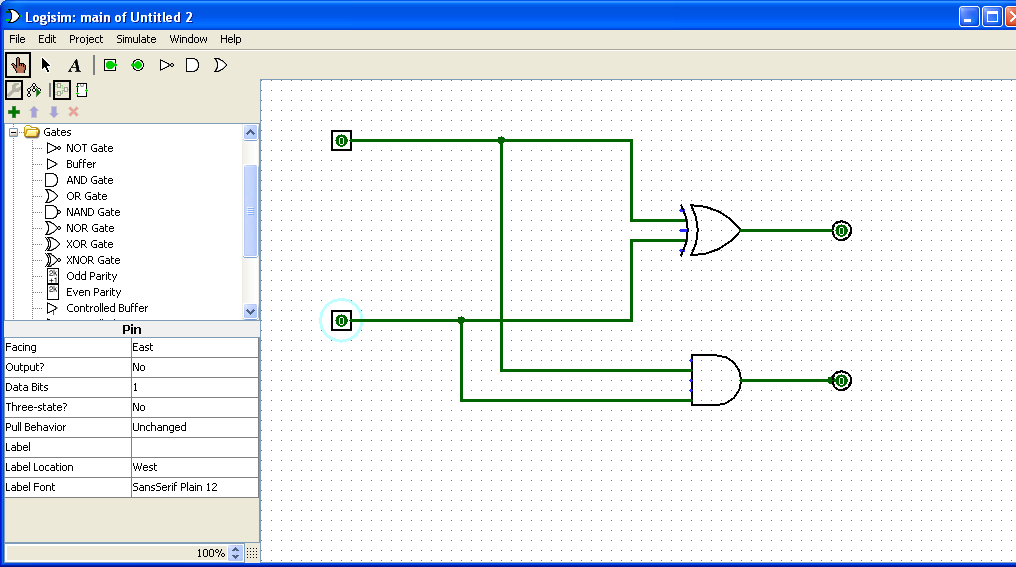 Logisim: main of Untitled 2
File Edit Project Simulate Window Help
A
Gates
NOT Gate
Buffer
AND Gate
OR Gate
NAND Gate
NOR Gate
XOR Gate
XNOR Gate
Odd Parity
Even Parity
Controlled Buffer
Pin
Facing East
Output? No
Data Bits 1
Three-state? No
Pull Behavior Unchanged
Label
Label Location West
Label Font SansSerif Plain 12
100%
0
0
0
0